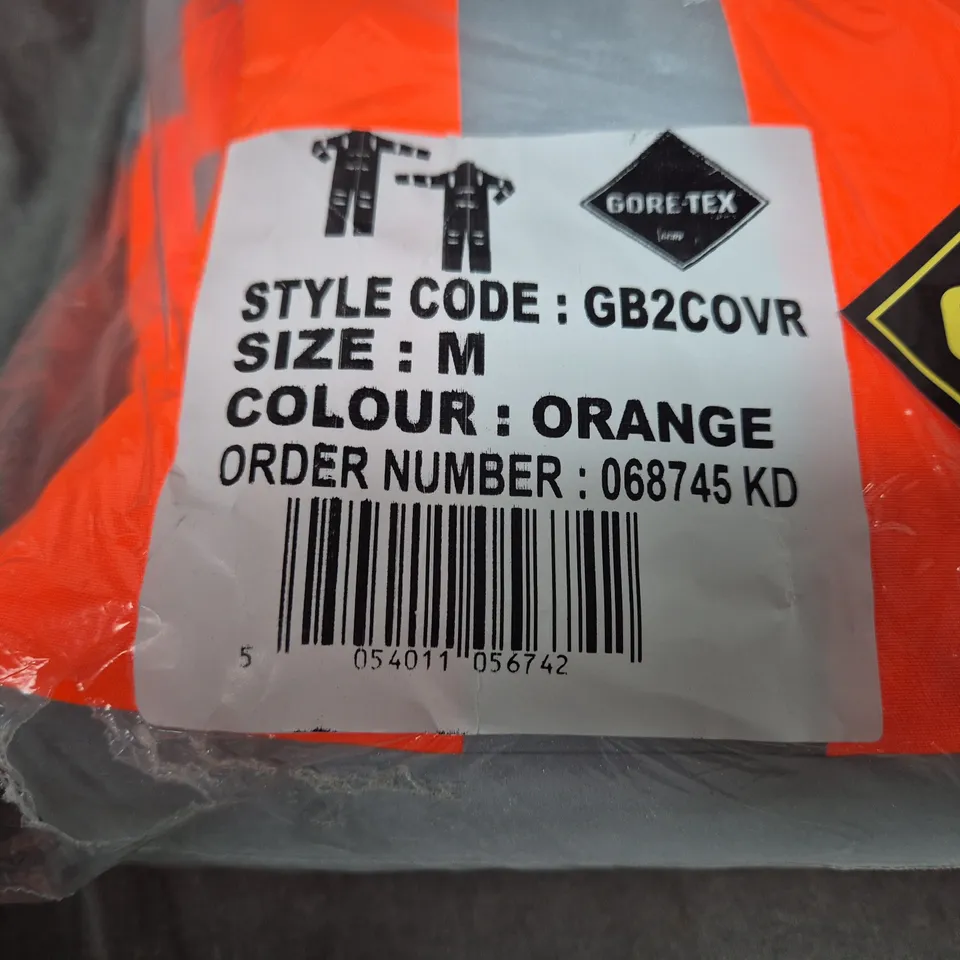 GORE-TEX
STYLE CODE : GB2COVR
SIZE : M
COLOUR : ORANGE
ORDER NUMBER : 068745 KD
5 054011 056742